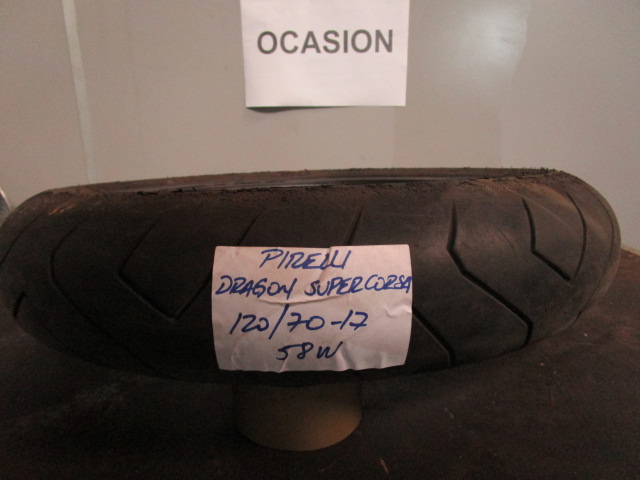 OCASION
PIRELLI
DRAGON SUPERCORSA
120/70-17
58W